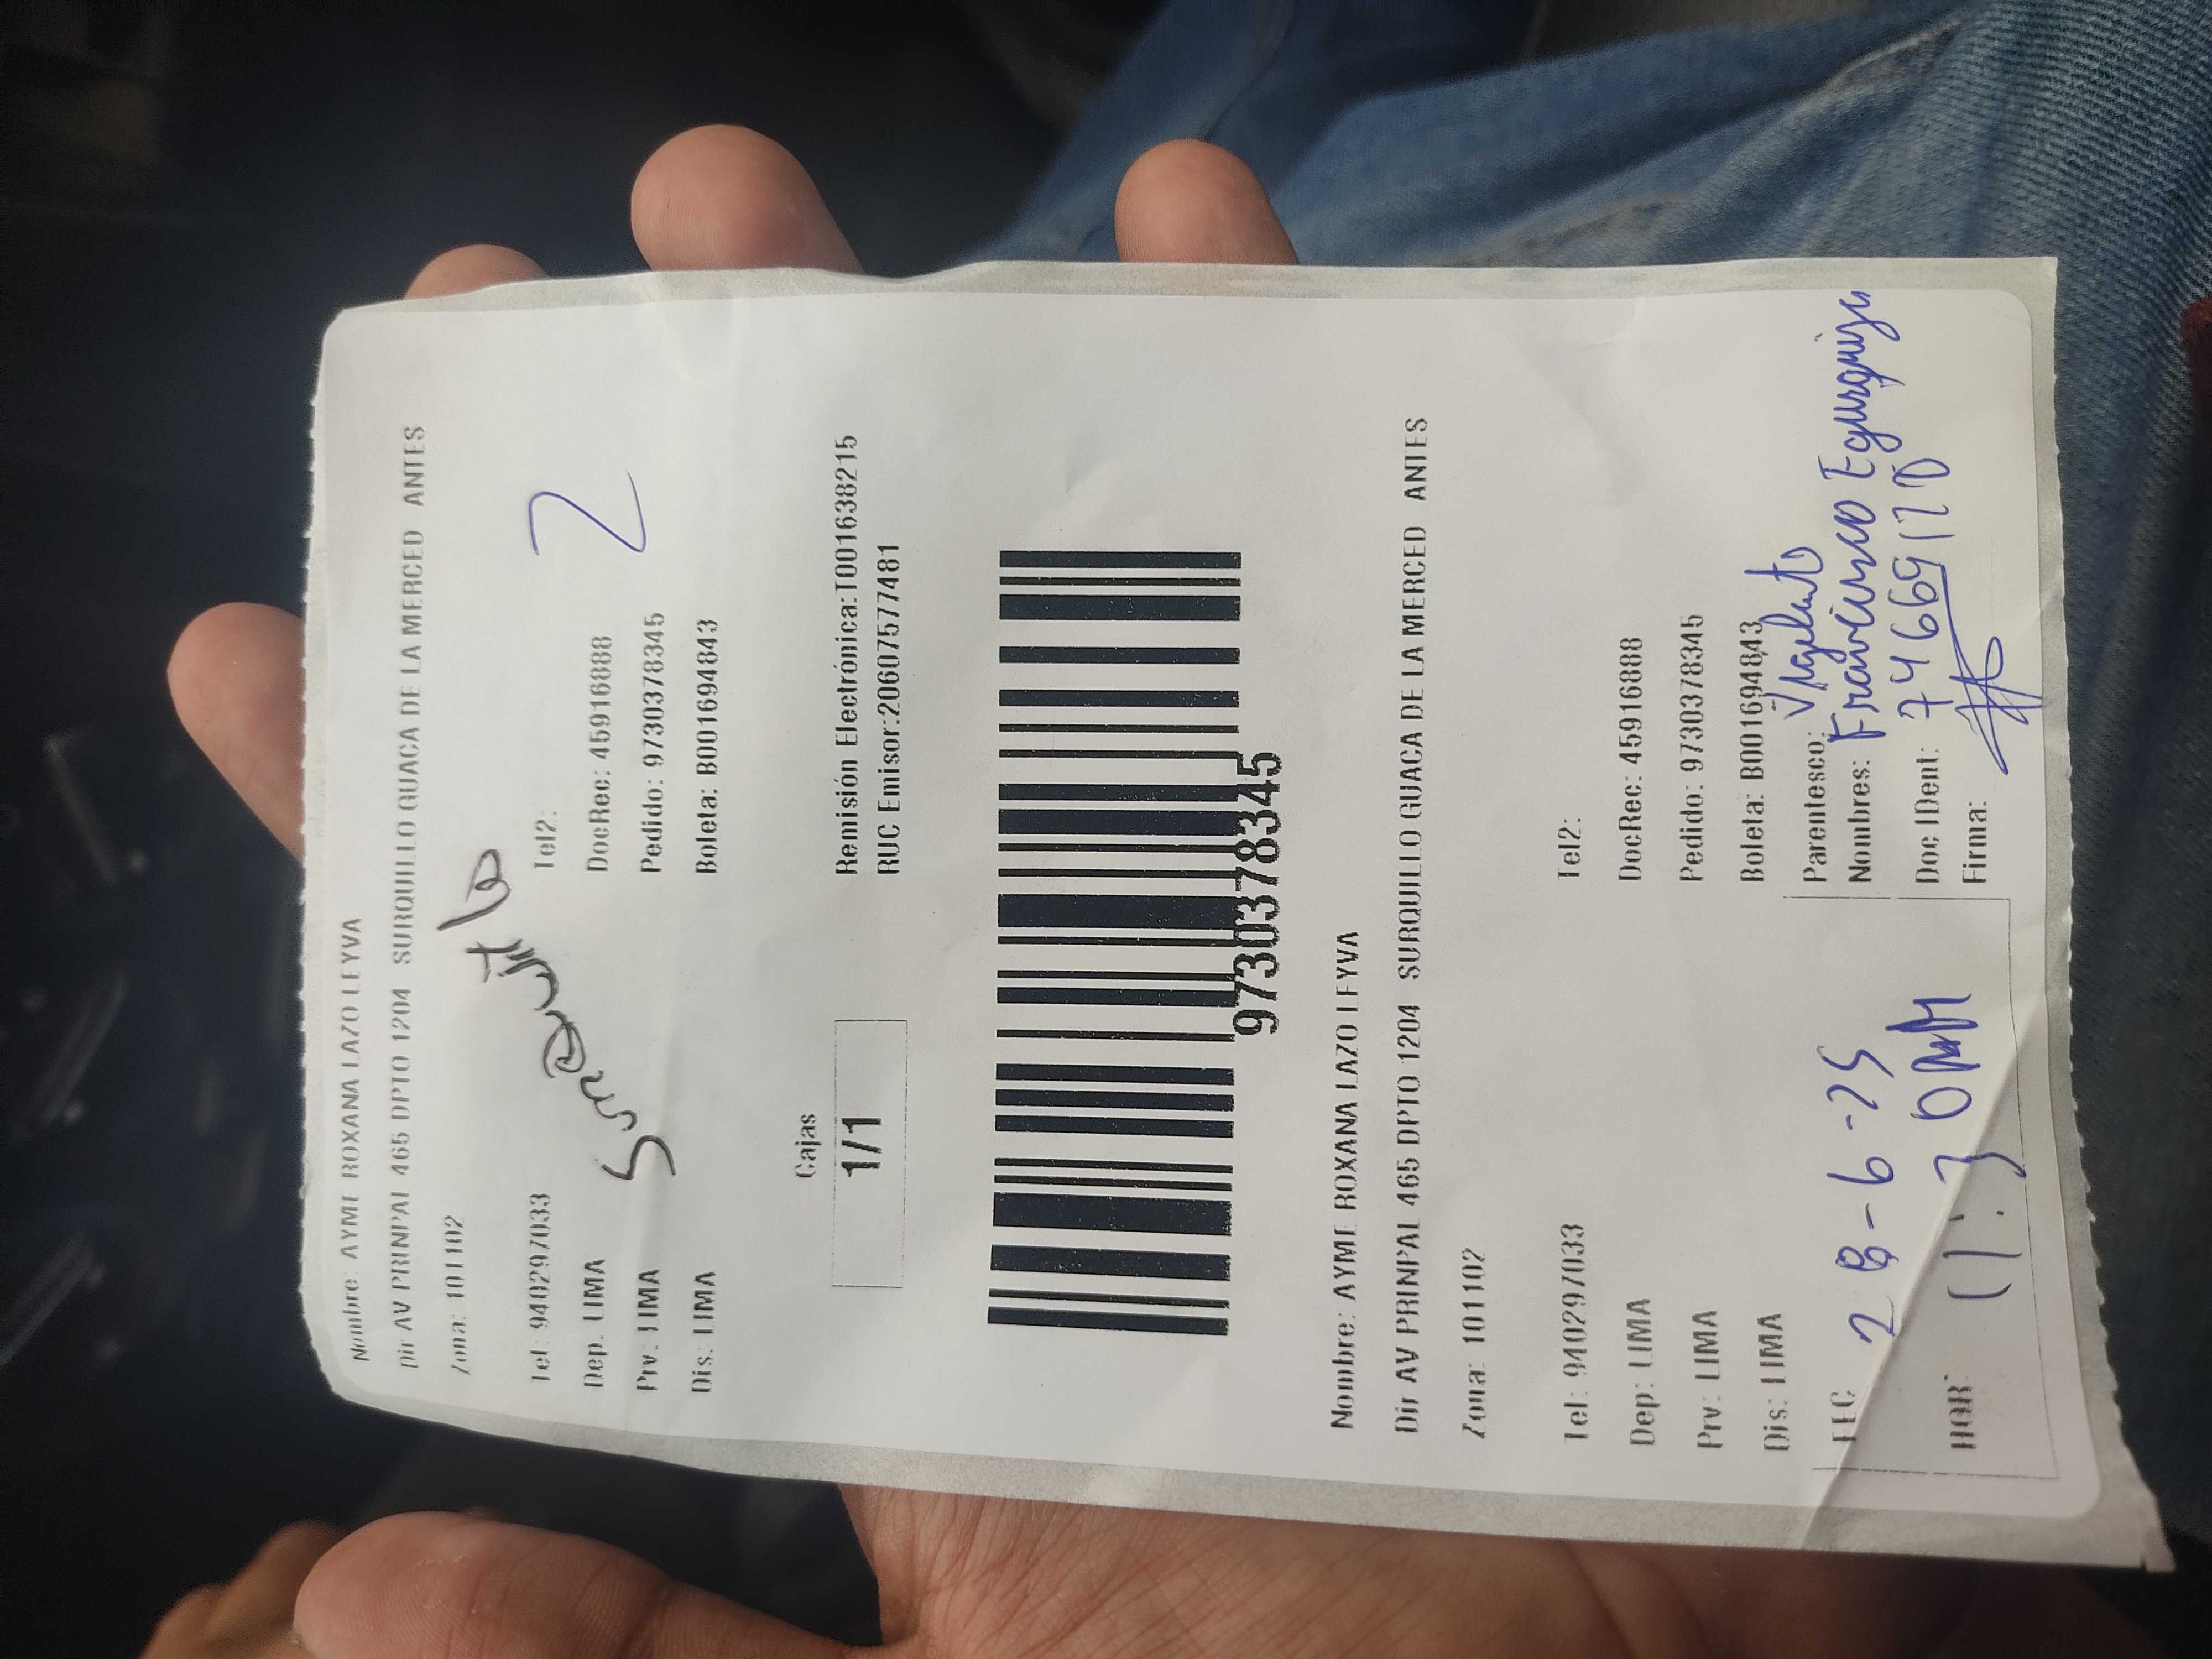 Nombre: AYME ROXANA LAZO LEYVA
Dir AV PRINPAL 465 DPTO 1204 SURQUILLO GUACA DE LA MERCED ANTES
Zona: 101102
Tel: 940297033 Tel2:
Dep: LIMA DocRec: 45916888
Prv: LIMA Pedido: 9730378345
Dis: LIMA Boleta: B001694843
2
Cajas
1/1
Remisión Electrónica:T001638215
RUC Emisor:20607577481
9730378345
Nombre: AYME ROXANA LAZO LEYVA
Dir AV PRINPAL 465 DPTO 1204 SURQUILLO GUACA DE LA MERCED ANTES
Zona: 101102
Tel: 940297033 Tel2:
Dep: LIMA DocRec: 45916888
Prv: LIMA Pedido: 9730378345
Dis: LIMA Boleta: B001694843
FEC 28-6-25 Parentesco: Vigilante
Nombres: Francisco
HOR 11:30 AM Doc IDent:
Firma: